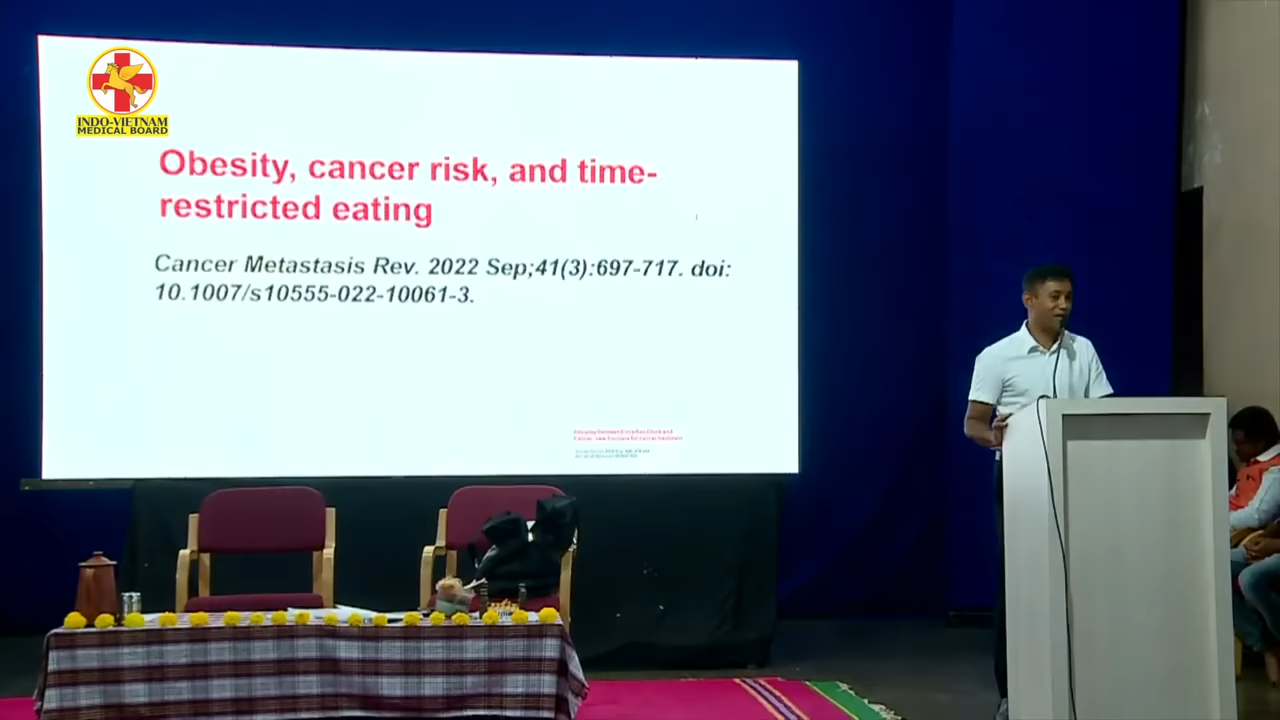 INDO-VIETNAM
MEDICAL BOARD
Obesity, cancer risk, and time-
restricted eating
Cancer Metastasis Rev. 2022 Sep;41(3):697-717. doi:
10.1007/s10555-022-10061-3.